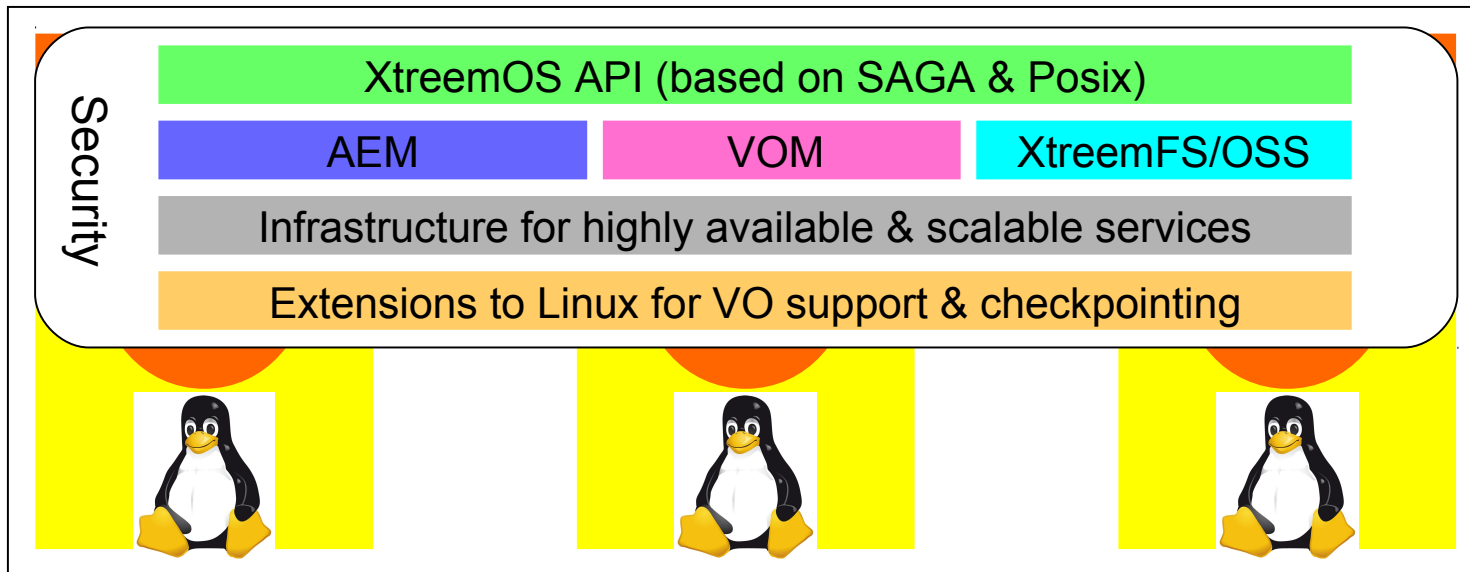 Security
XtreemOS API (based on SAGA & Posix)
AEM
VOM
XtreemFS/OSS
Infrastructure for highly available & scalable services
Extensions to Linux for VO support & checkpointing